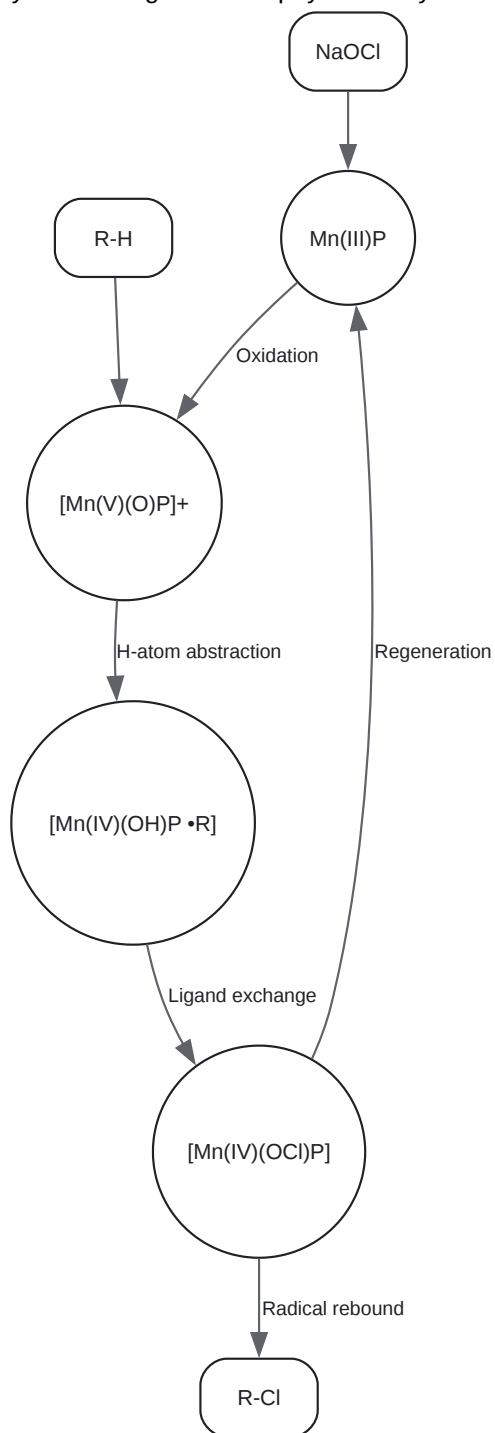 NaOCl
R-H
Mn(III)P
Oxidation
[Mn(V)(O)P]+
H-atom abstraction
Regeneration
[Mn(IV)(OH)P •R]
Ligand exchange
[Mn(IV)(OCl)P]
Radical rebound
R-Cl